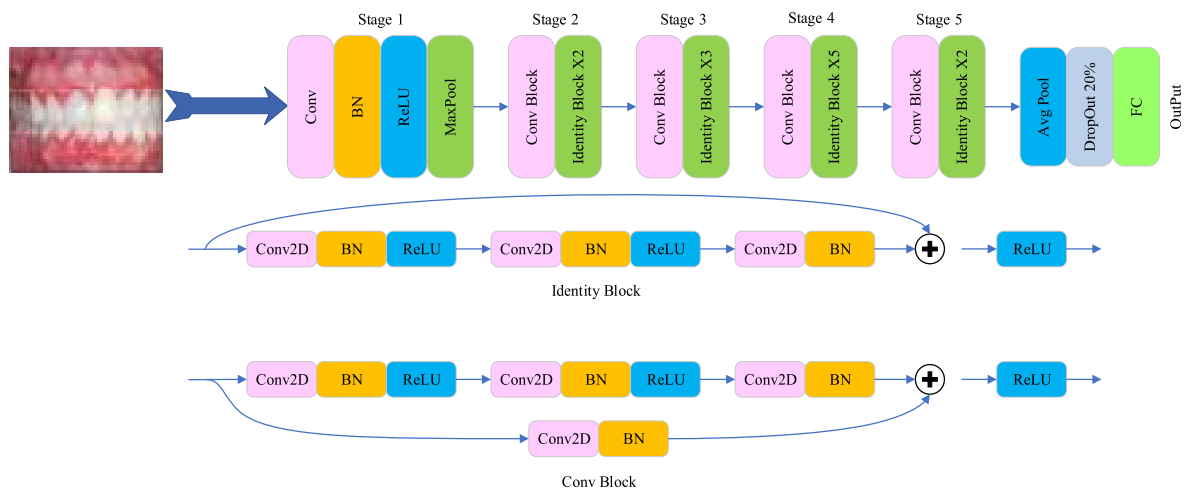 Stage 1
Stage 2
Stage 3
Stage 4
Stage 5
Conv
BN
ReLU
MaxPool
Conv Block
Identity Block X2
Conv Block
Identity Block X3
Conv Block
Identity Block X5
Conv Block
Identity Block X2
Avg Pool
DropOut 20%
FC
OutPut
Conv2D BN ReLU Conv2D BN ReLU Conv2D BN ReLU
Identity Block
Conv2D BN ReLU Conv2D BN ReLU Conv2D BN ReLU
Conv2D BN
Conv Block